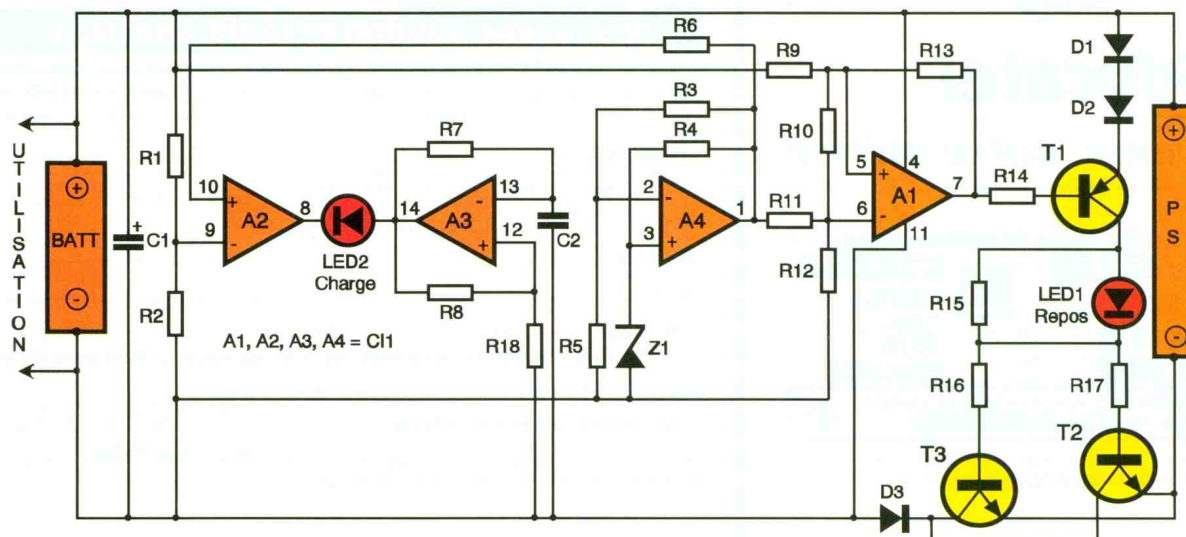 UTILISATION
+
BATT
-
+
C1
R1
R2
10
+
9
-
A2
8
LED2
Charge
R7
14
A3
-
13
+
12
C2
R8
R18
A1, A2, A3, A4 = CI1
R6
R3
R4
2
-
3
+
A4
1
R5
Z1
R9
R10
R11
R12
R13
5
+
6
-
A1
4
7
11
R14
D1
D2
T1
R15
LED1
Repos
R16
R17
T3
T2
D3
+
PS
-